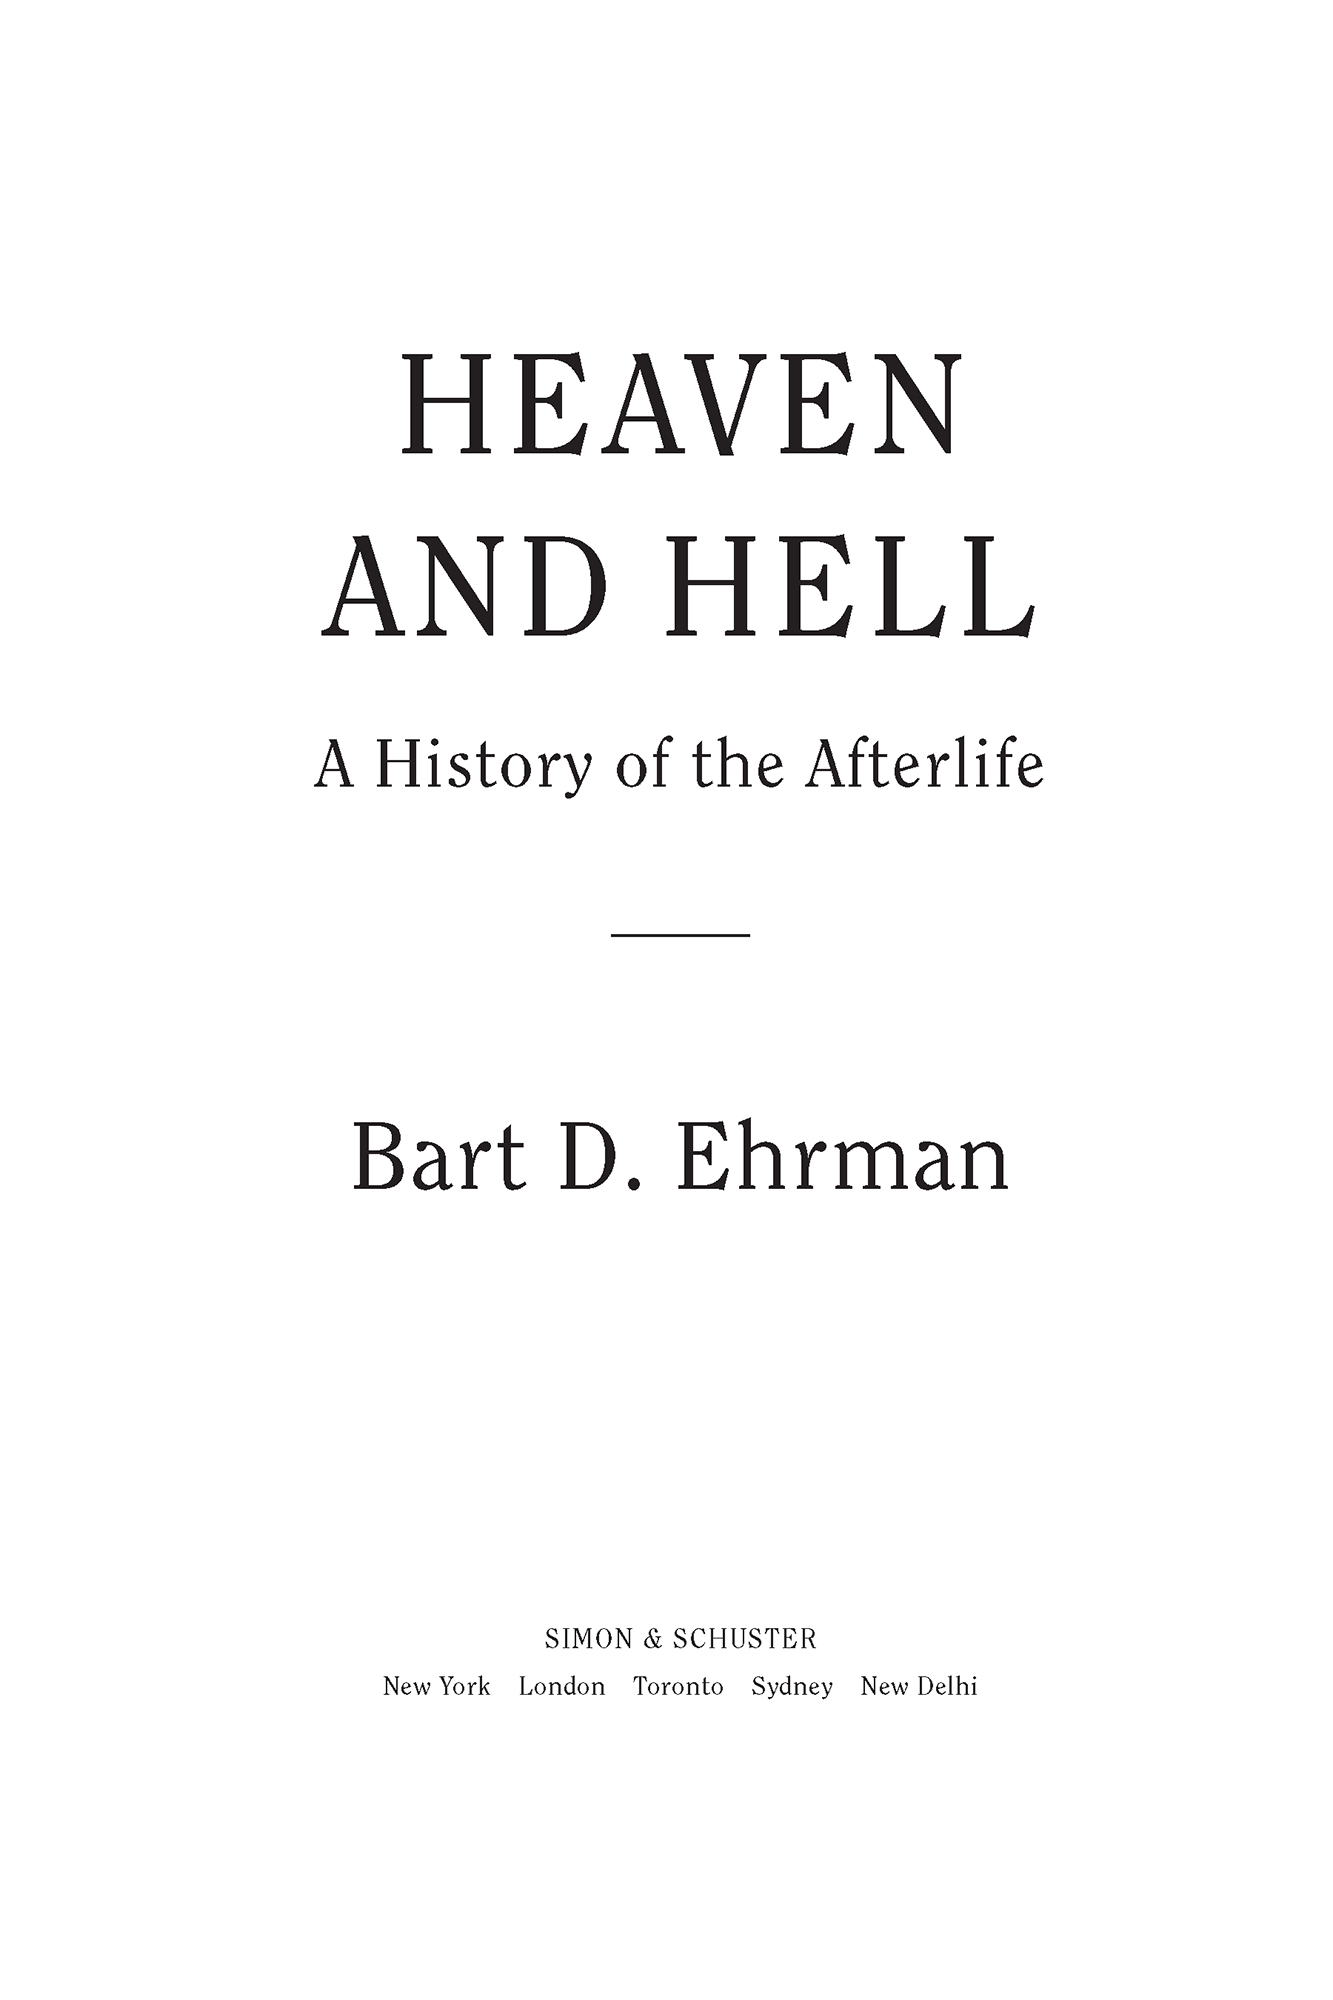 HEAVEN
AND HELL
A History of the Afterlife
Bart D. Ehrman
SIMON & SCHUSTER
New York London Toronto Sydney New Delhi